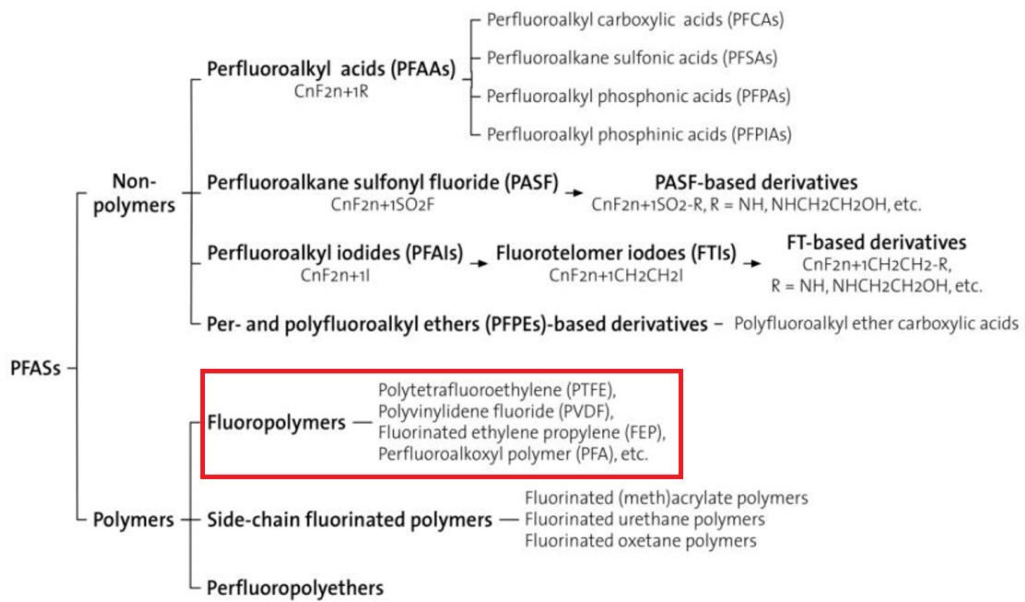 Perfluoroalkyl carboxylic acids (PFCAs)
Perfluoroalkane sulfonic acids (PFSAs)
Perfluoroalkyl acids (PFAAs)
CnF2n+1R
Perfluoroalkyl phosphonic acids (PFPAs)
Perfluoroalkyl phosphinic acids (PFPIAs)
Non-
polymers
Perfluoroalkane sulfonyl fluoride (PASF)
CnF2n+1SO2F
PASF-based derivatives
CnF2n+1SO2-R, R = NH, NHCH2CH2OH, etc.
Perfluoroalkyl iodides (PFAIs)
CnF2n+1I
Fluorotelomer iodoes (FTIs)
CnF2n+1CH2CH2I
FT-based derivatives
CnF2n+1CH2CH2-R,
R = NH, NHCH2CH2OH, etc.
Per- and polyfluoroalkyl ethers (PFPEs)-based derivatives – Polyfluoroalkyl ether carboxylic acids
PFASs
Fluoropolymers
Polytetrafluoroethylene (PTFE),
Polyvinylidene fluoride (PVDF),
Fluorinated ethylene propylene (FEP),
Perfluoroalkoxyl polymer (PFA), etc.
Polymers
Side-chain fluorinated polymers
Fluorinated (meth)acrylate polymers
Fluorinated urethane polymers
Fluorinated oxetane polymers
Perfluoropolyethers